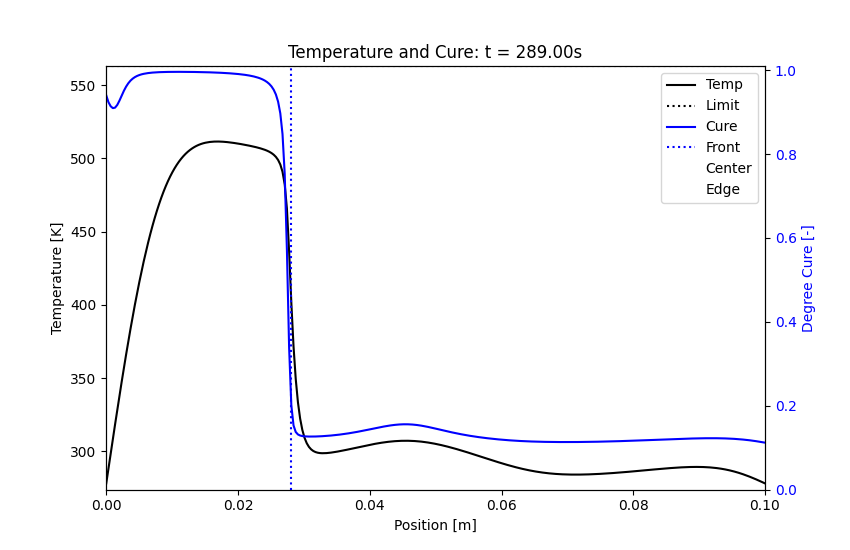 Temperature and Cure: t = 289.00s
Temperature [K]
550
500
450
400
350
300
Temp
Limit
Cure
Front
Center
Edge
1.0
0.8
0.6
0.4
0.2
0.0
Degree Cure [-]
0.00
0.02
0.04
0.06
0.08
0.10
Position [m]